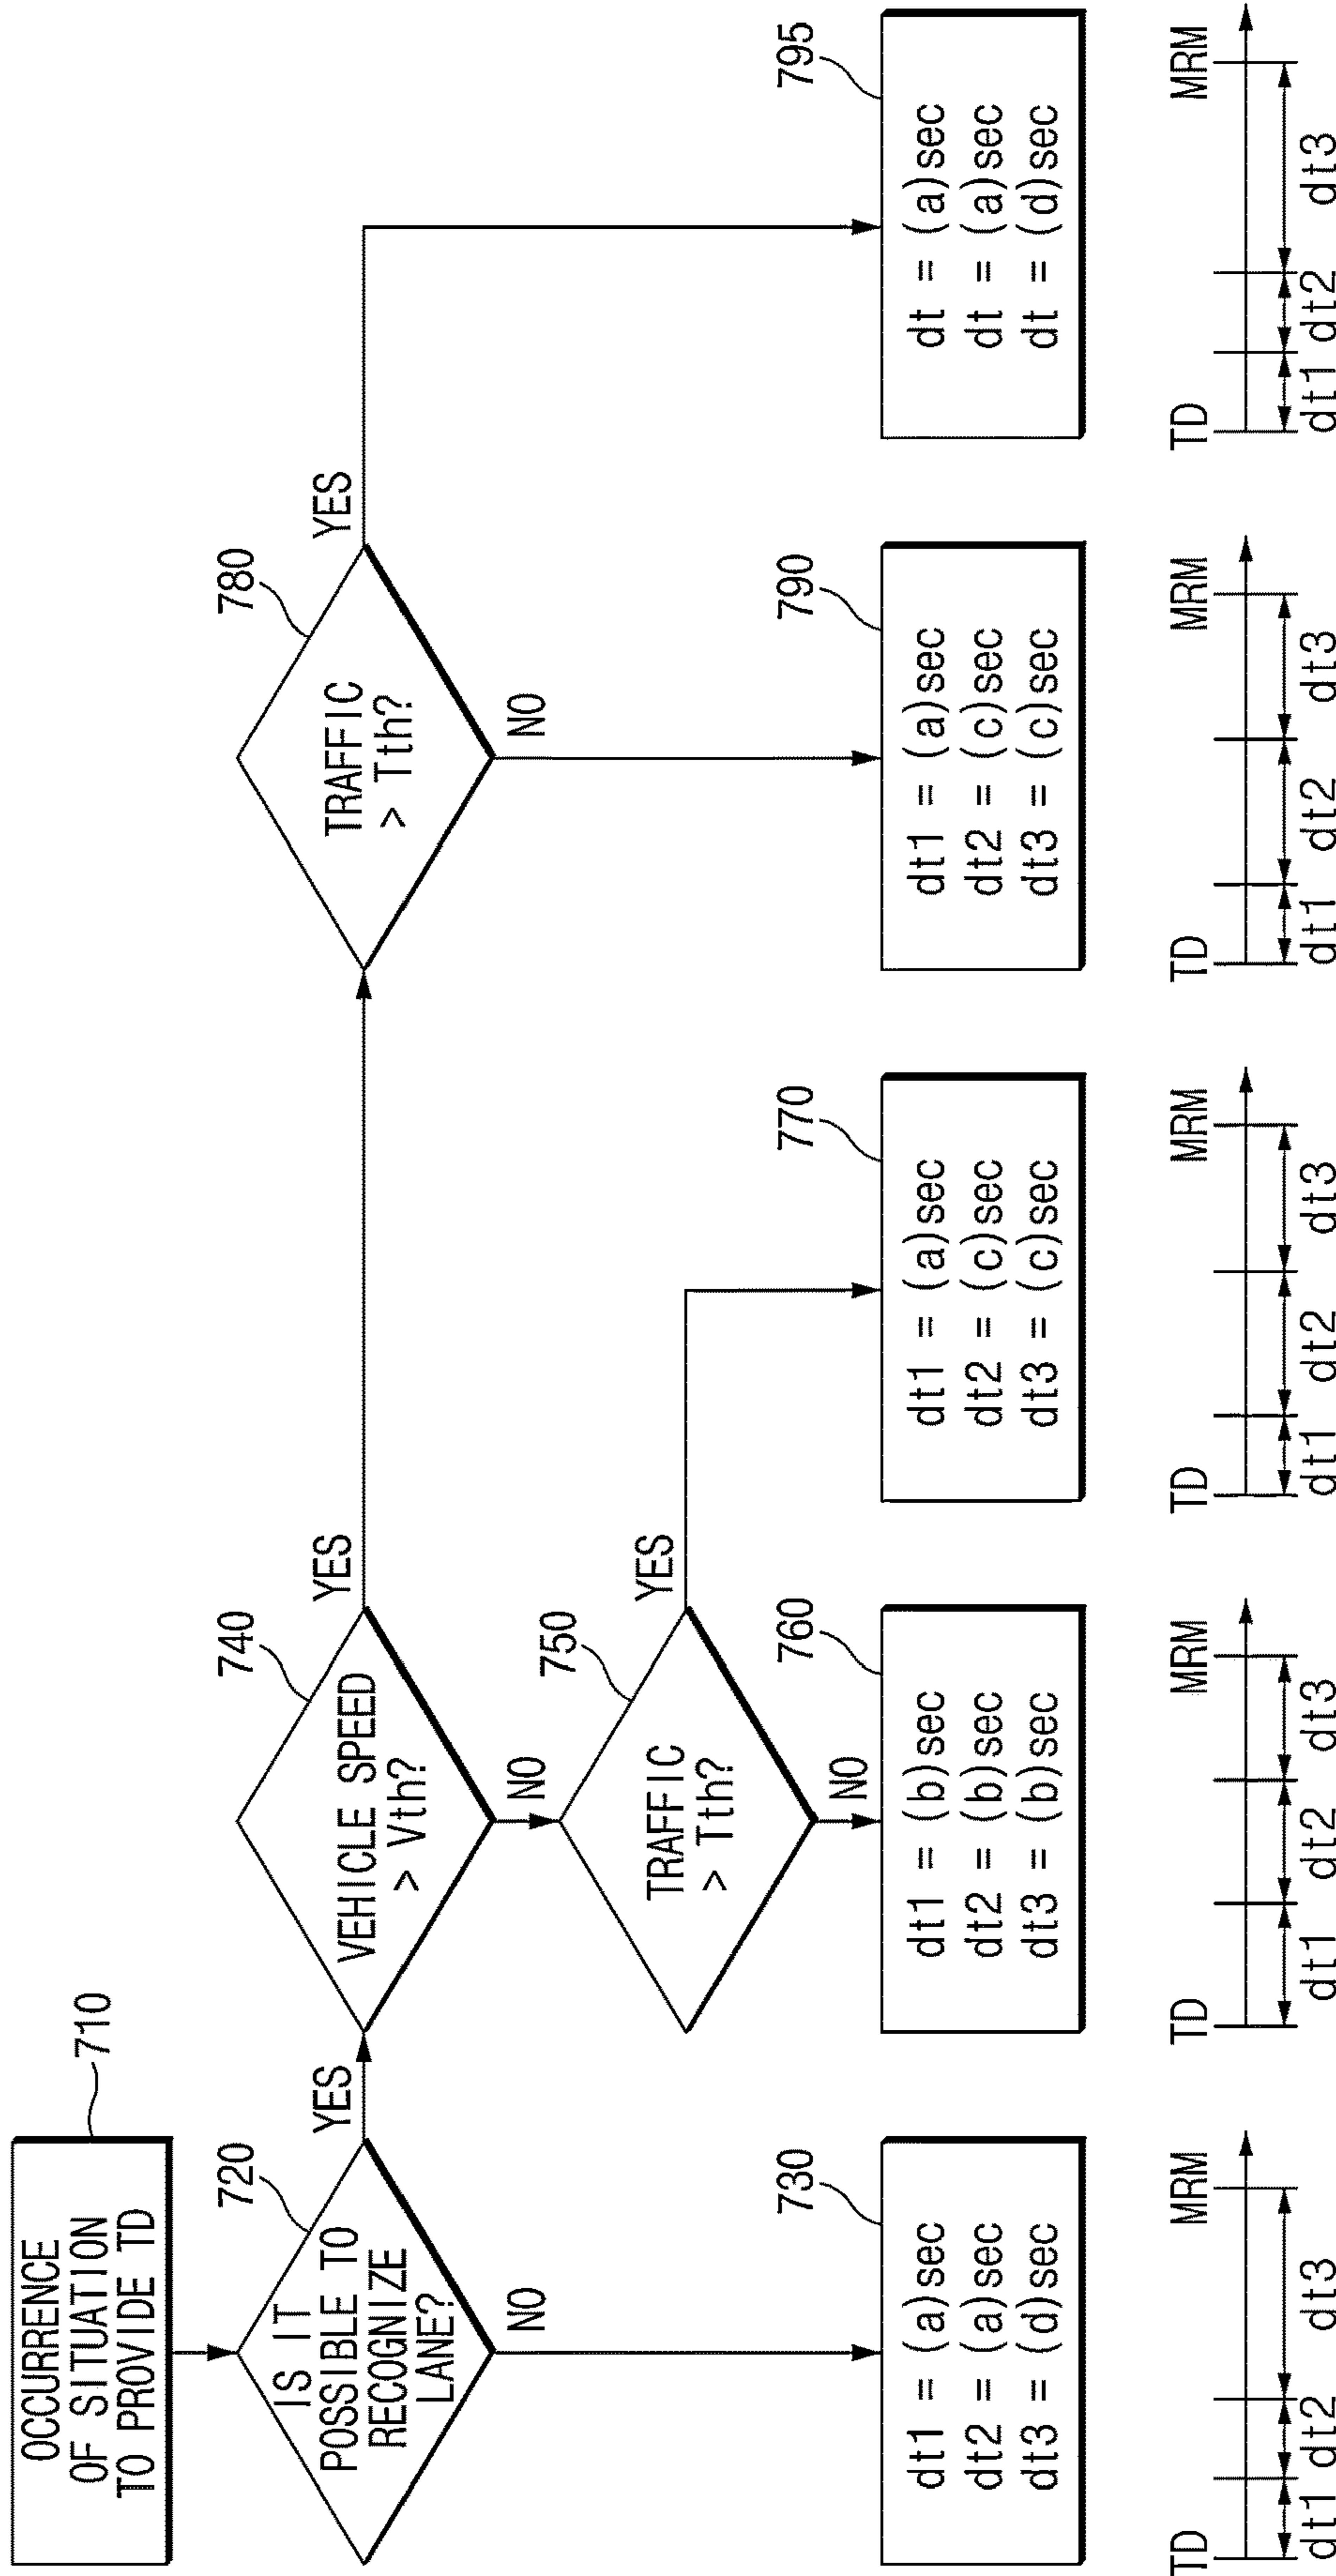 OCCURRENCE
OF SITUATION
TO PROVIDE TD
710
IS IT
POSSIBLE TO
RECOGNIZE
LANE?
720
YES
NO
VEHICLE SPEED
> Vth?
740
YES
NO
TRAFFIC
> Tth?
780
YES
NO
TRAFFIC
> Tth?
750
YES
NO
730
dt1 = (a)sec
dt2 = (a)sec
dt3 = (d)sec
760
dt1 = (b)sec
dt2 = (b)sec
dt3 = (b)sec
770
dt1 = (a)sec
dt2 = (c)sec
dt3 = (c)sec
790
dt1 = (a)sec
dt2 = (c)sec
dt3 = (c)sec
795
dt = (a)sec
dt = (a)sec
dt = (d)sec
TD MRM
dt1 dt2 dt3
TD MRM
dt1 dt2 dt3
TD MRM
dt1 dt2 dt3
TD MRM
dt1 dt2 dt3
TD MRM
dt1 dt2 dt3